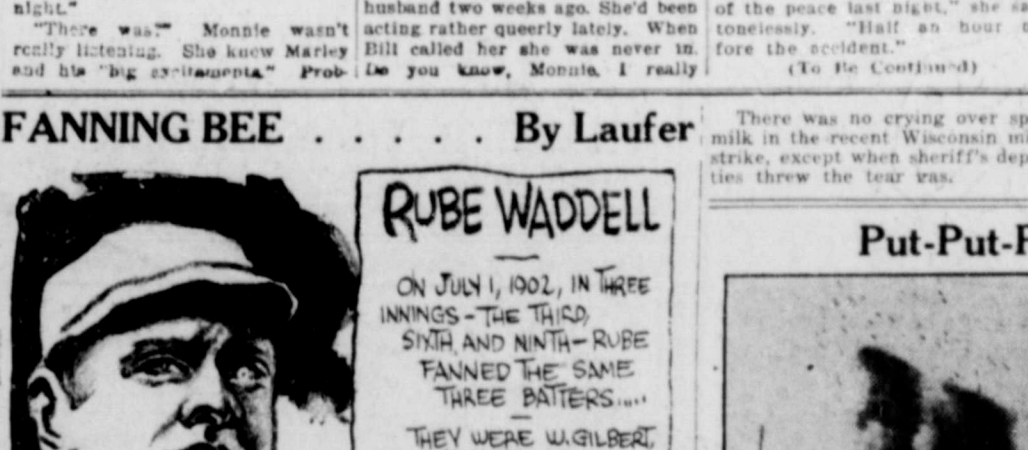 night."
"There was?" Monnie wasn't
really listening. She knew Marley
and his "big excitements." Prob-
husband two weeks ago. She'd been
acting rather queerly lately. When
Bill called her she was never in.
Do you know, Monnie, I really
of the peace last night," she
tonelessly. "Half an hour
fore the accident."
(To Be Continued)
FANNING BEE . . . . . By Laufer
RUBE WADDELL
ON JULY 1, 1902, IN THREE
INNINGS - THE THIRD,
SIXTH, AND NINTH - RUBE
FANNED THE SAME
THREE BATTERS.....
THEY WERE W. GILBERT,
There was no crying over
milk in the recent Wisconsin
strike, except when sheriff's dep
ties threw the tear gas.
Put-Put-